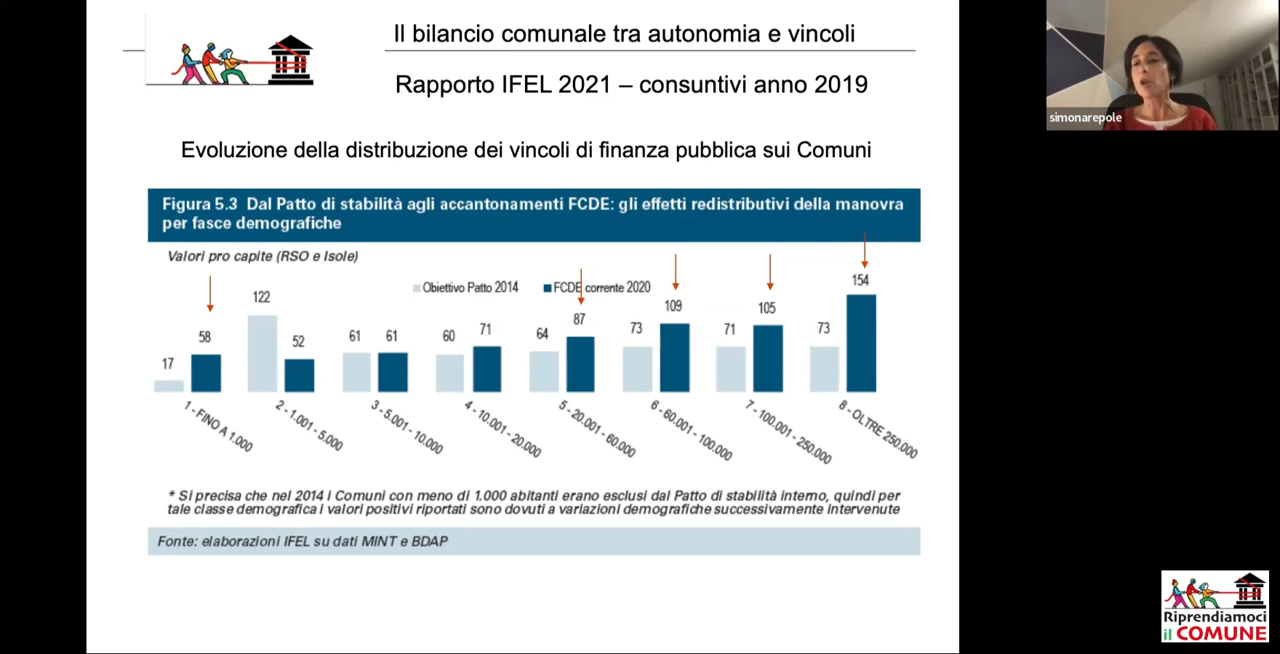 Il bilancio comunale tra autonomia e vincoli
Rapporto IFEL 2021 – consuntivi anno 2019
simonarepole
Evoluzione della distribuzione dei vincoli di finanza pubblica sui Comuni
Figura 5.3 Dal Patto di stabilità agli accantonamenti FCDE: gli effetti redistributivi della manovra
per fasce demografiche
Valori pro capite (RSO e Isole)
Obiettivo Patto 2014
FCDE corrente 2020
17
58
122
52
61
61
60
71
64
87
73
109
71
105
73
154
1 - FINO A 1.000
2 - 1.001 - 5.000
3 - 5.001 - 10.000
4 - 10.001 - 20.000
5 - 20.001 - 60.000
6 - 60.001 - 100.000
7 - 100.001 - 250.000
8 - OLTRE 250.000
* Si precisa che nel 2014 i Comuni con meno di 1.000 abitanti erano esclusi dal Patto di stabilità interno, quindi per
tale classe demografica i valori positivi riportati sono dovuti a variazioni demografiche successivamente intervenute
Fonte: elaborazioni IFEL su dati MINT e BDAP
Riprendiamoci
il COMUNE